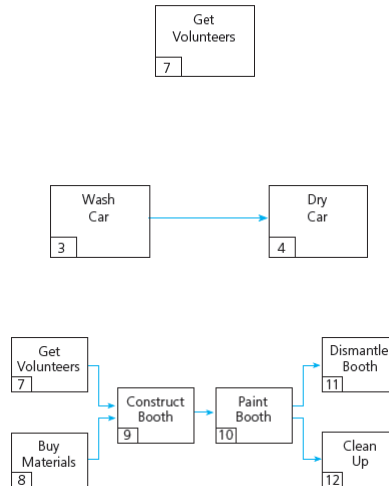 Get
Volunteers
7
Wash
Car
3
Dry
Car
4
Get
Volunteers
7
Buy
Materials
8
Construct
Booth
9
Paint
Booth
10
Dismantle
Booth
11
Clean
Up
12